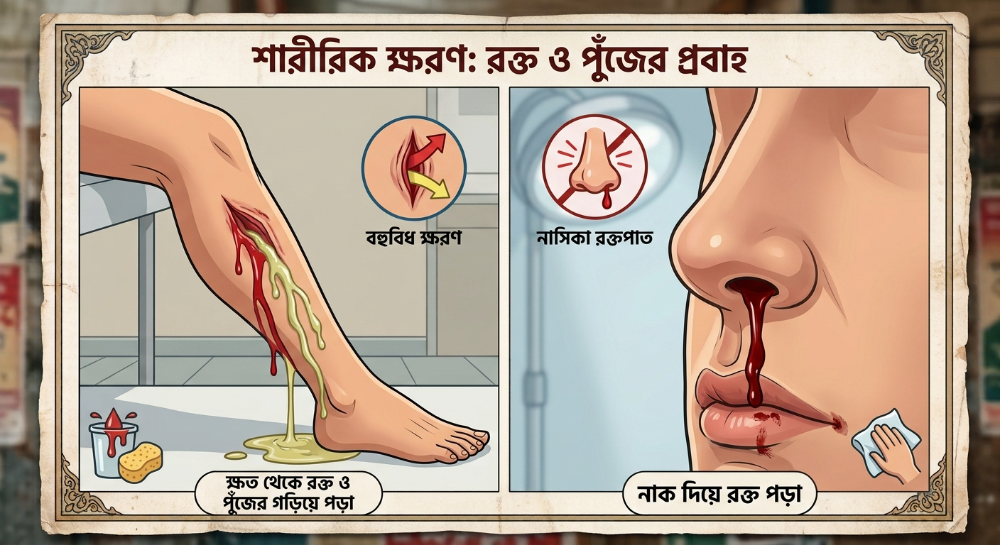 শারীরিক ক্ষরণ: রক্ত ও পুঁজের প্রবাহ
বহুবিধ ক্ষরণ
নাসিকা রক্তপাত
ক্ষত থেকে রক্ত ও
পুঁজের গড়িয়ে পড়া
নাক দিয়ে রক্ত পড়া